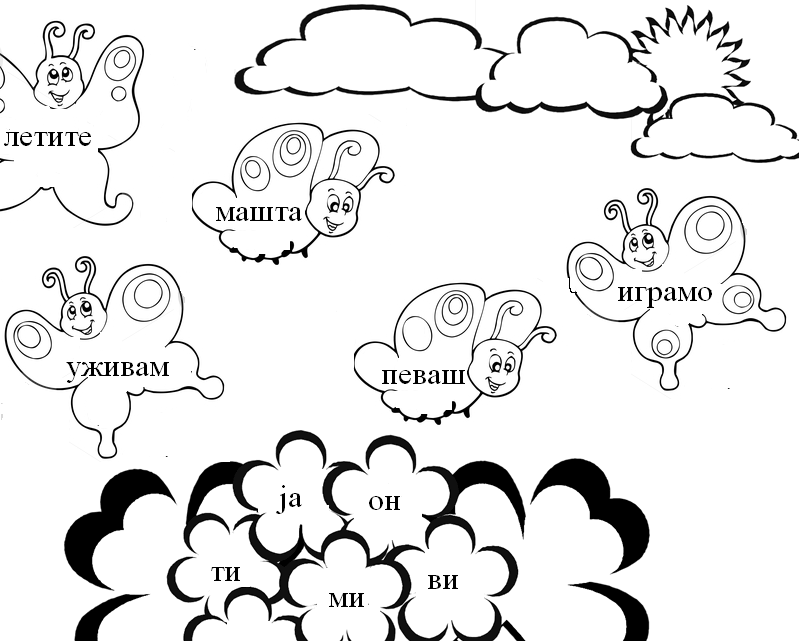 летите
машта
играмо
уживам
певаш
ја
он
ти
ми
ви